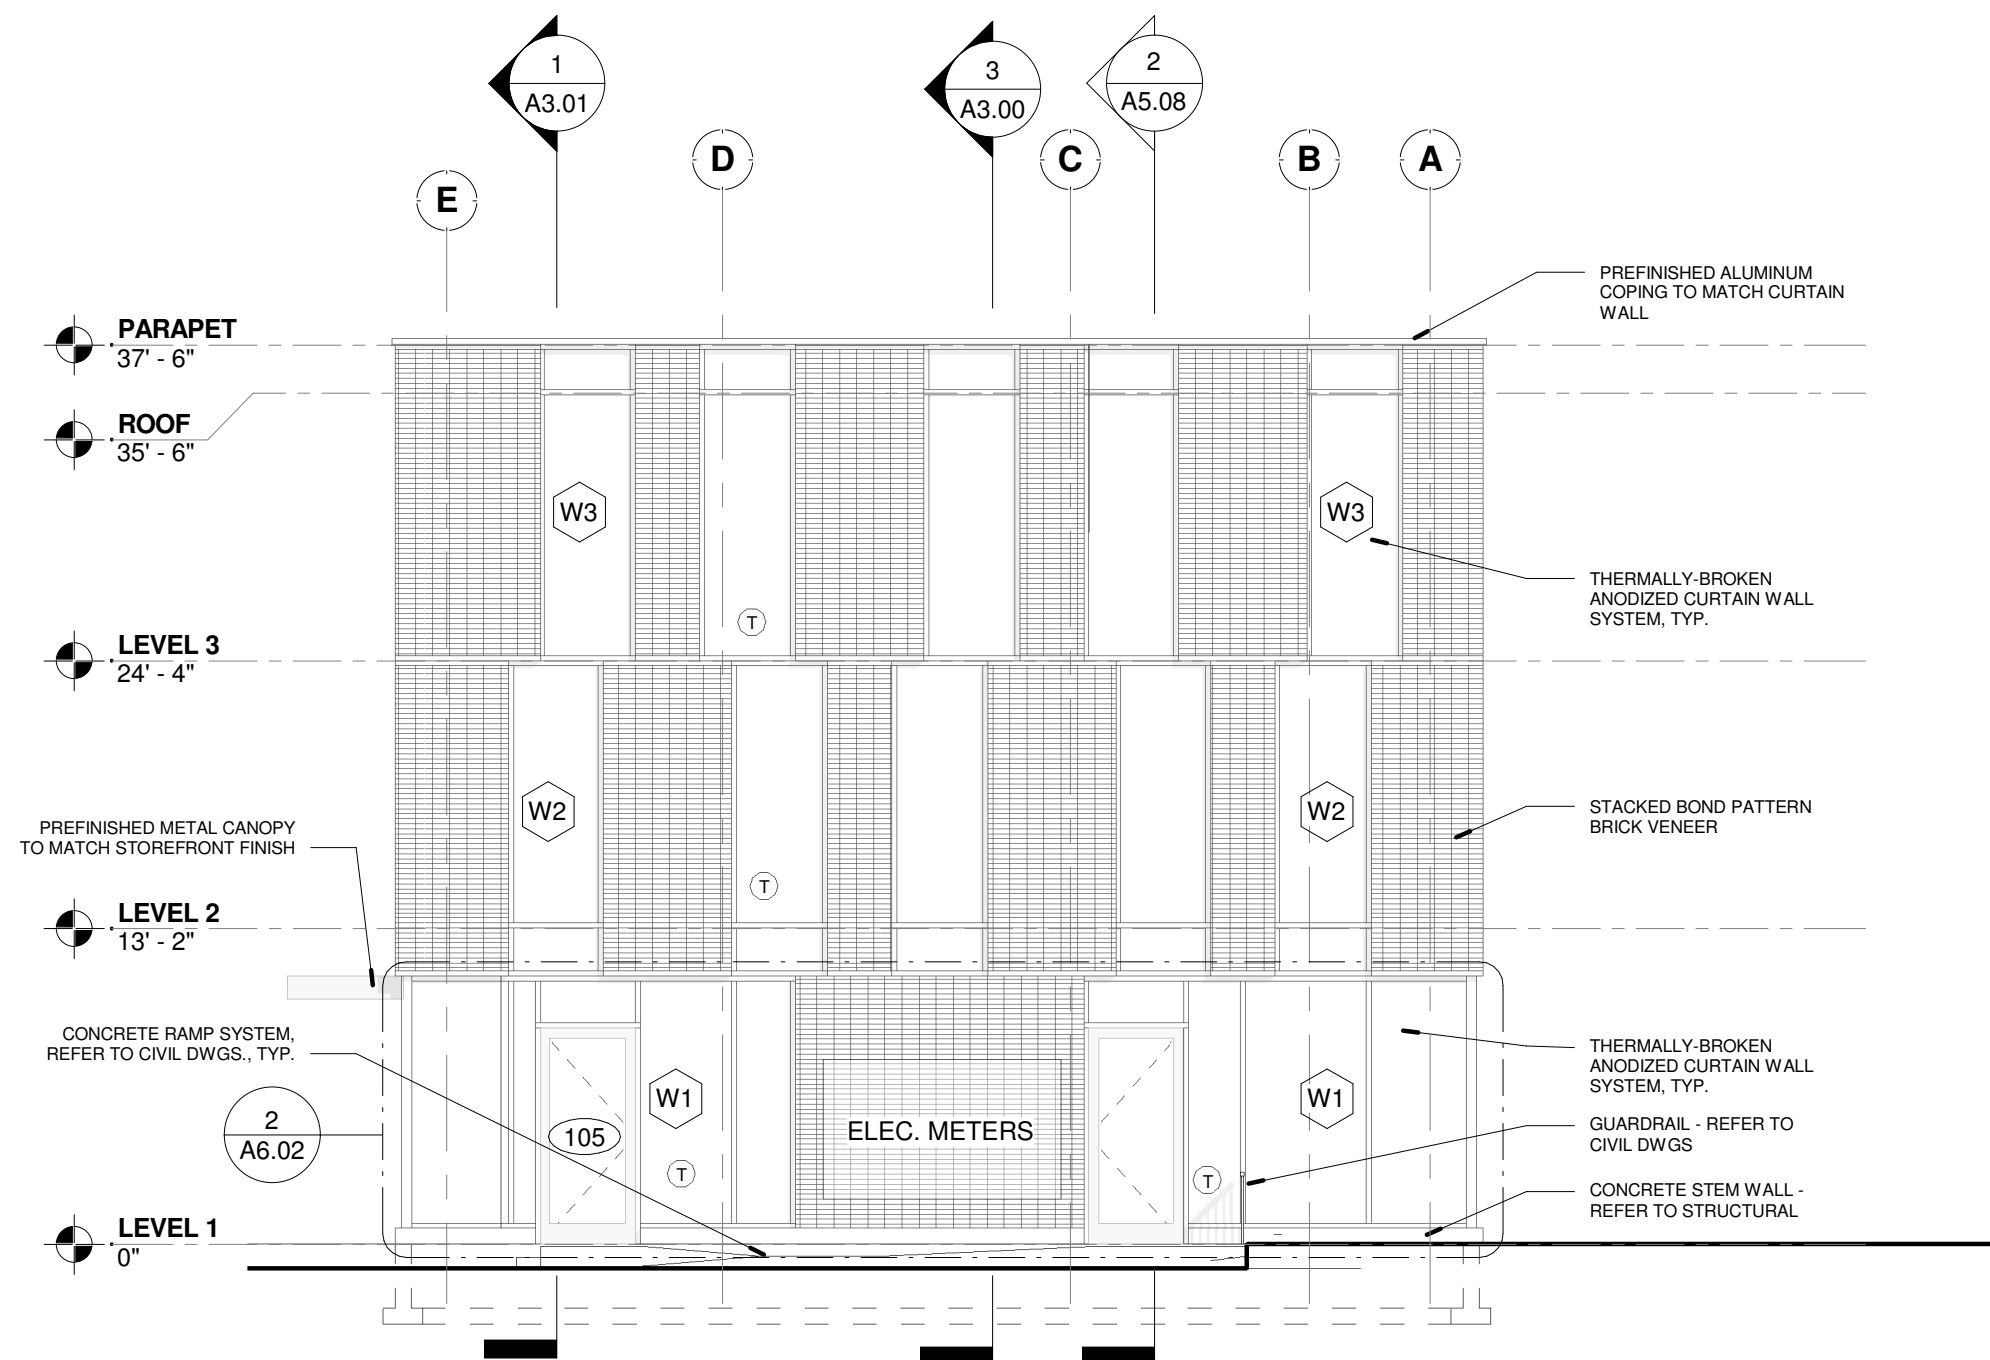 1
A3.01
3
A3.00
2
A5.08
E
D
C
B
A
PREFINISHED ALUMINUM
COPING TO MATCH CURTAIN
WALL
PARAPET
37' - 6"
ROOF
35' - 6"
W3
W3
THERMALLY-BROKEN
ANODIZED CURTAIN WALL
SYSTEM, TYP.
T
LEVEL 3
24' - 4"
W2
W2
STACKED BOND PATTERN
BRICK VENEER
PREFINISHED METAL CANOPY
TO MATCH STOREFRONT FINISH
T
LEVEL 2
13' - 2"
CONCRETE RAMP SYSTEM,
REFER TO CIVIL DWGS., TYP.
THERMALLY-BROKEN
ANODIZED CURTAIN WALL
SYSTEM, TYP.
W1
W1
2
A6.02
105
ELEC. METERS
GUARDRAIL - REFER TO
CIVIL DWGS
T
T
CONCRETE STEM WALL -
REFER TO STRUCTURAL
LEVEL 1
0"